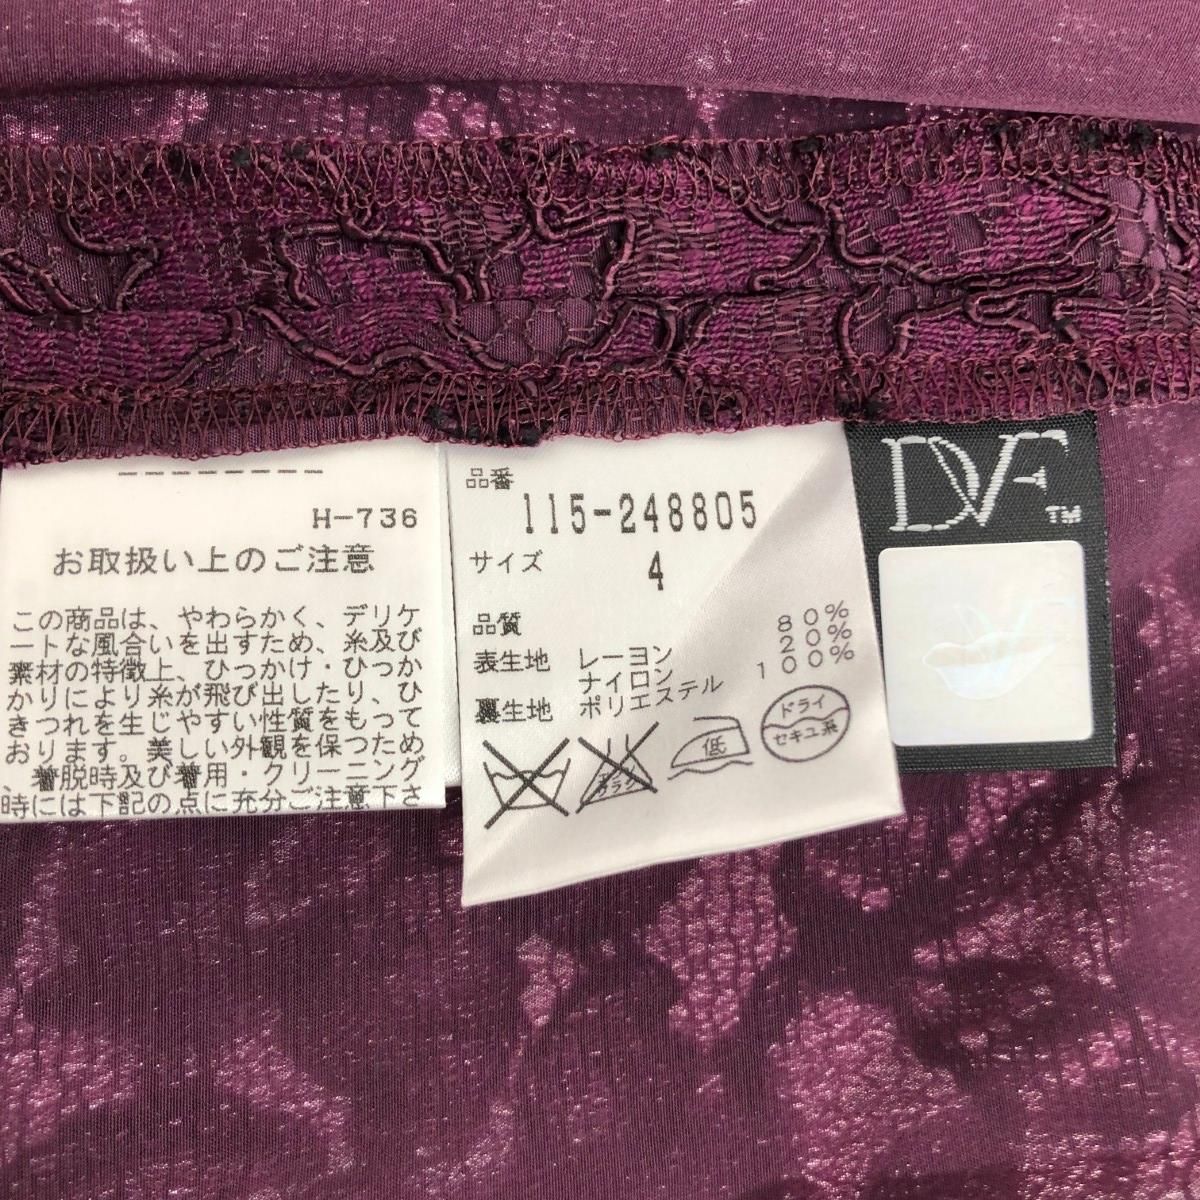 H-736
お取扱い上のご注意
この商品は、やわらかく、デリケ
ートな風合いを出すため、糸及び
素材の特徴上、ひっかけ・ひっか
かりにより糸が飛び出したり、ひ
きつれを生じやすい性質をもって
おります。美しい外観を保つため
、着脱時及び着用・クリーニング
時には下記の点に充分ご注意下さ
品番
115-248805
サイズ
4
品質
表生地 レーヨン 80%
ナイロン 20%
裏生地 ポリエステル 100%
低
ドライ
セキユ系
DVF™